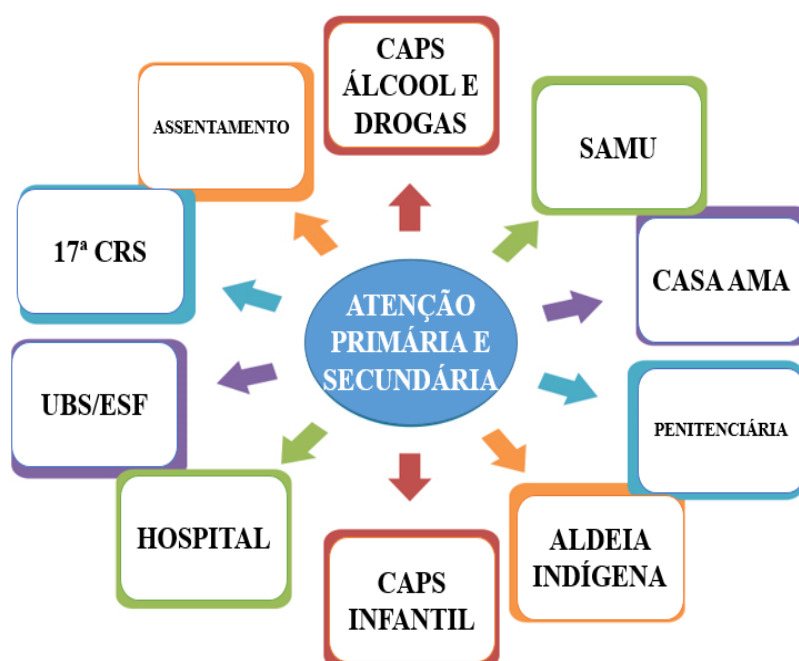 CAPS
ÁLCOOL E
DROGAS
SAMU
CASA AMA
PENITENCIÁRIA
ALDEIA
INDÍGENA
CAPS
INFANTIL
HOSPITAL
UBS/ESF
17ª CRS
ASSENTAMENTO
ATENÇÃO
PRIMÁRIA E
SECUNDÁRIA